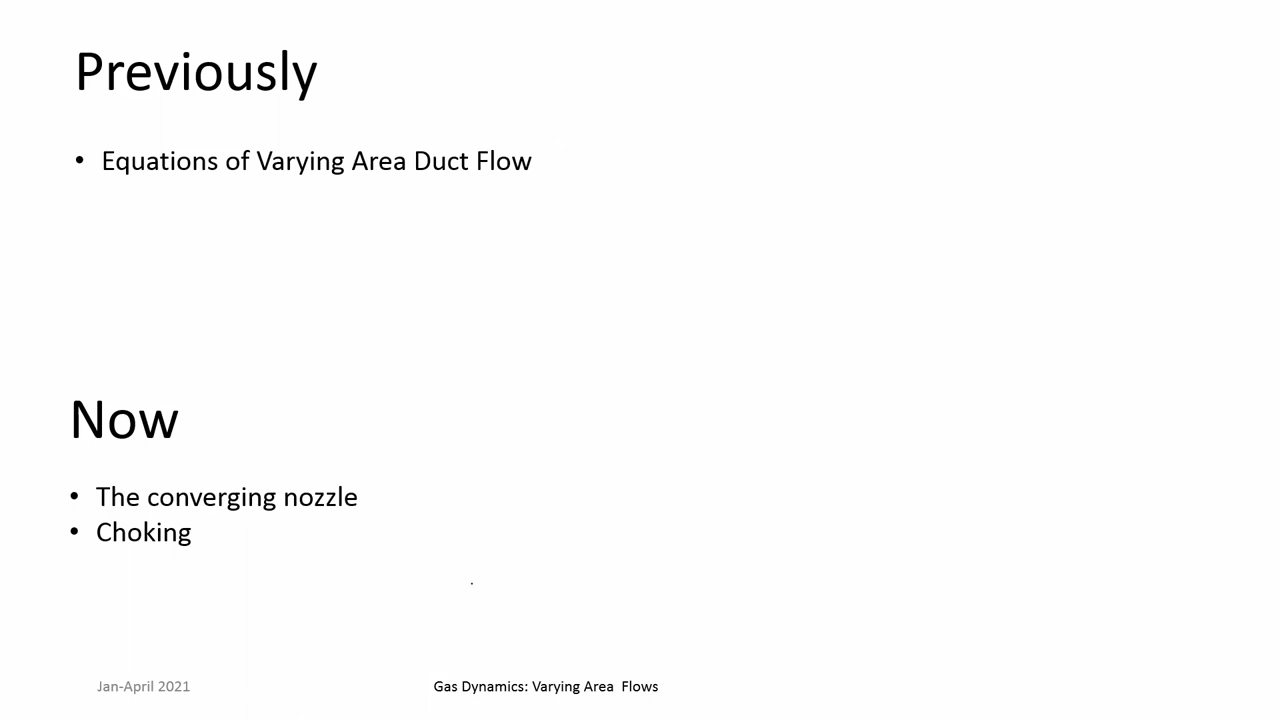 Previously
• Equations of Varying Area Duct Flow
Now
• The converging nozzle
• Choking
Jan-April 2021
Gas Dynamics: Varying Area Flows